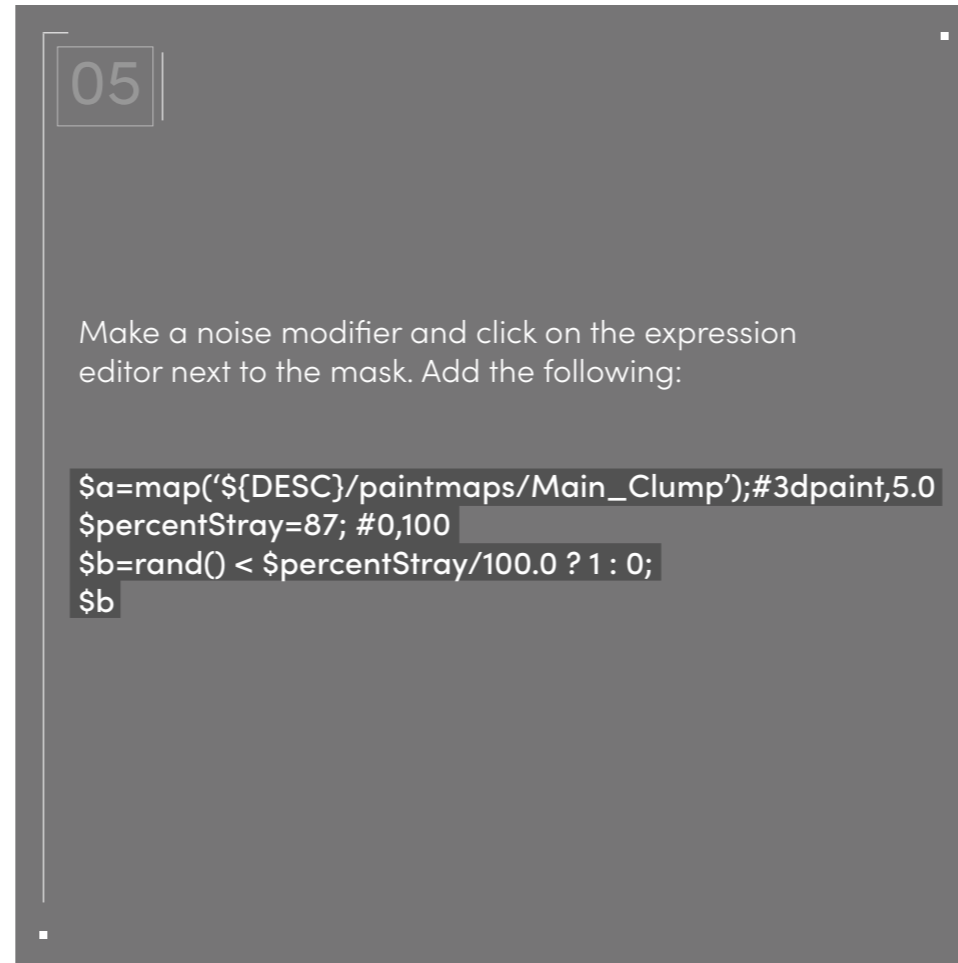 05
Make a noise modifier and click on the expression
editor next to the mask. Add the following:
$a=map(‘${DESC}/paintmaps/Main_Clump’);#3dpaint,5.0
$percentStray=87; #0,100
$b=rand() < $percentStray/100.0 ? 1 : 0;
$b